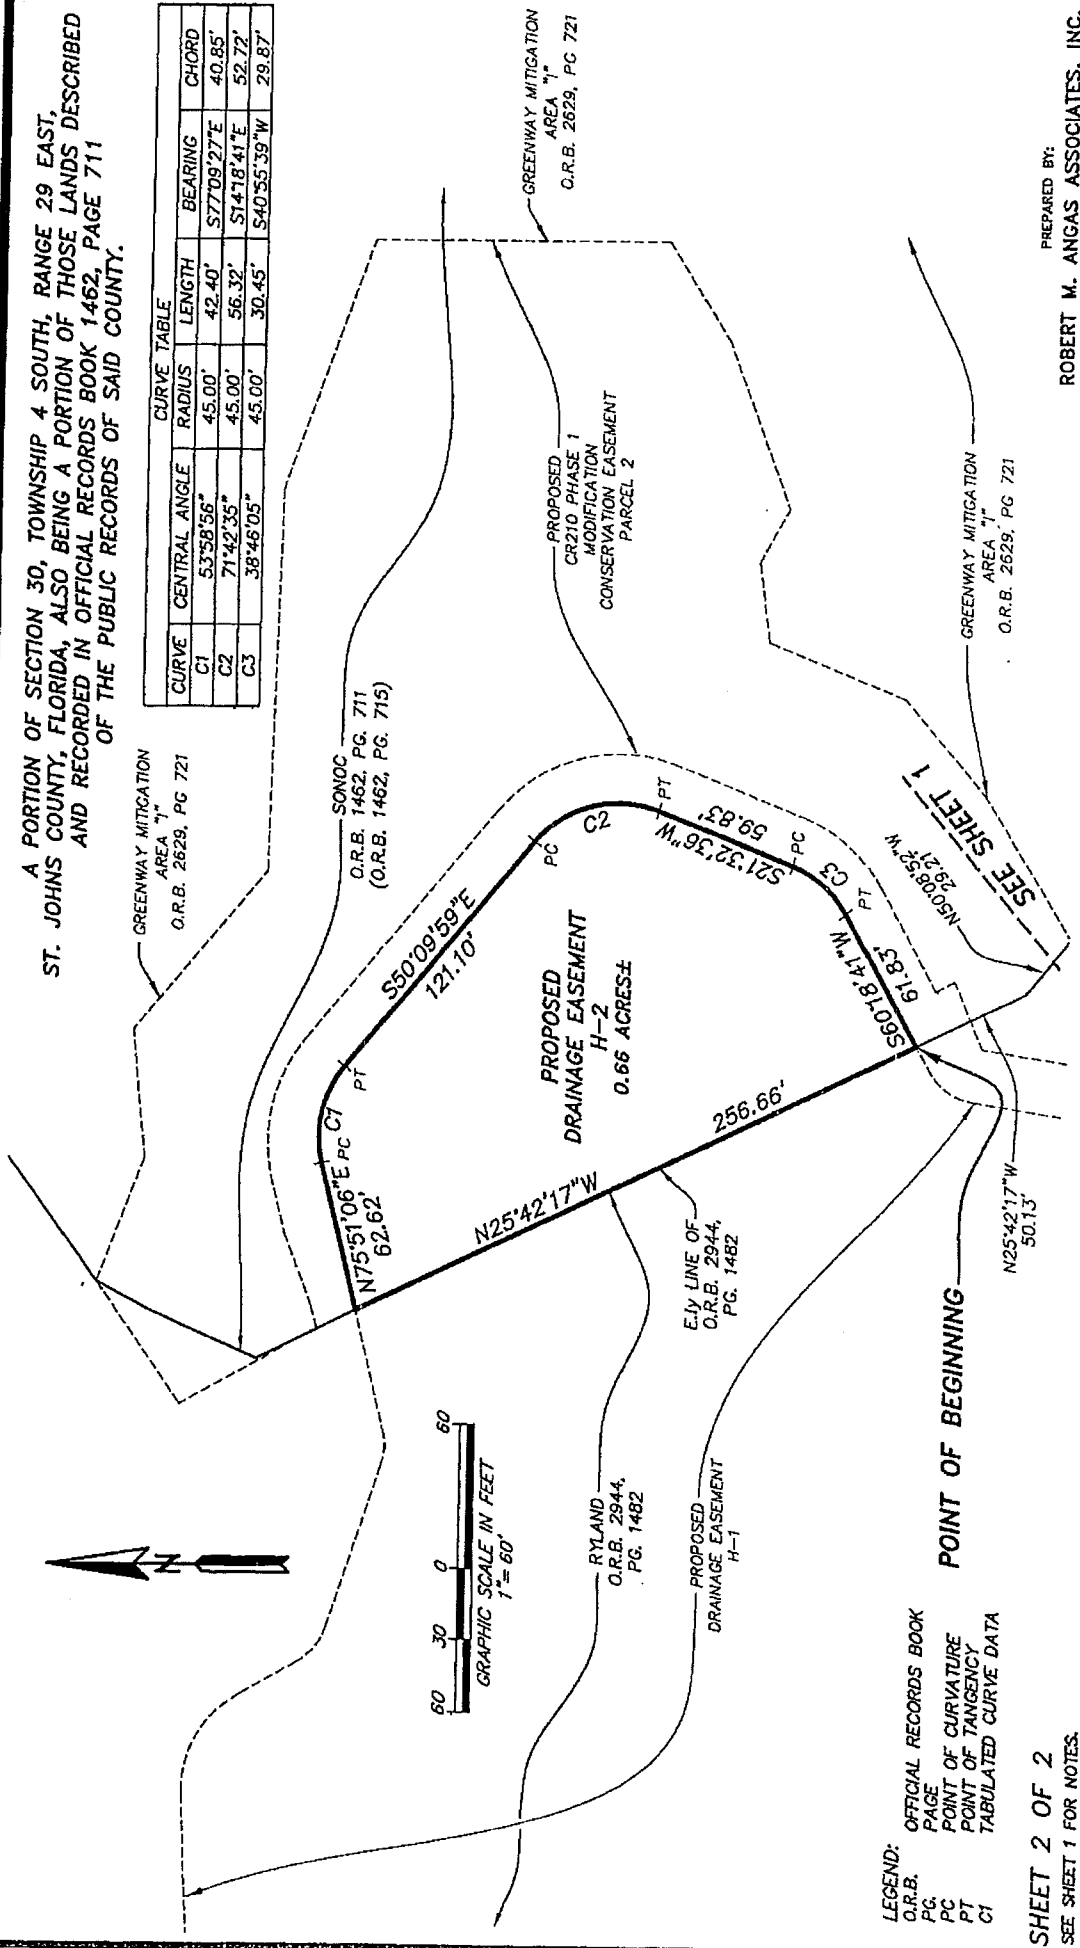 A PORTION OF SECTION 30, TOWNSHIP 4 SOUTH, RANGE 29 EAST,
ST. JOHNS COUNTY, FLORIDA, ALSO BEING A PORTION OF THOSE LANDS DESCRIBED
AND RECORDED IN OFFICIAL RECORDS BOOK 1462, PAGE 711
OF THE PUBLIC RECORDS OF SAID COUNTY.
CURVE TABLE
CURVE CENTRAL ANGLE RADIUS LENGTH BEARING CHORD
C1 53°58'56" 45.00' 42.40' S77°09'27"E 40.85'
C2 71°42'35" 45.00' 56.32' S14°18'41"E 52.72'
C3 38°46'05" 45.00' 30.45' S40°55'39"W 29.87'
GREENWAY MITIGATION
AREA "I"
O.R.B. 2629, PG 721
SONOC
O.R.B. 1462, PG. 711
(O.R.B. 1462, PG. 715)
GREENWAY MITIGATION
AREA "I"
O.R.B. 2629, PG 721
PROPOSED
CR210 PHASE 1
MODIFICATION
CONSERVATION EASEMENT
PARCEL 2
N75°51'06"E
62.62'
PC
C1
PT
S50°09'59"E
121.10'
PC
C2
PT
S21°32'36"W
59.83'
PC
C3
PT
S60°18'41"W
61.83'
N25°42'17"W
256.66'
PROPOSED
DRAINAGE EASEMENT
H-2
0.66 ACRES±
N
60 30 0 60
GRAPHIC SCALE IN FEET
1"=60'
E.ly LINE OF
O.R.B. 2944,
PG. 1482
RYLAND
O.R.B. 2944,
PG. 1482
PROPOSED
DRAINAGE EASEMENT
H-1
GREENWAY MITIGATION
AREA "I"
O.R.B. 2629, PG 721
SEE SHEET 1
N50°08'52"W
29.21'
N25°42'17"W
50.13'
POINT OF BEGINNING
LEGEND:
O.R.B. OFFICIAL RECORDS BOOK
PG. PAGE
PC POINT OF CURVATURE
PT POINT OF TANGENCY
C1 TABULATED CURVE DATA
SHEET 2 OF 2
SEE SHEET 1 FOR NOTES.
PREPARED BY:
ROBERT M. ANGAS ASSOCIATES, INC.